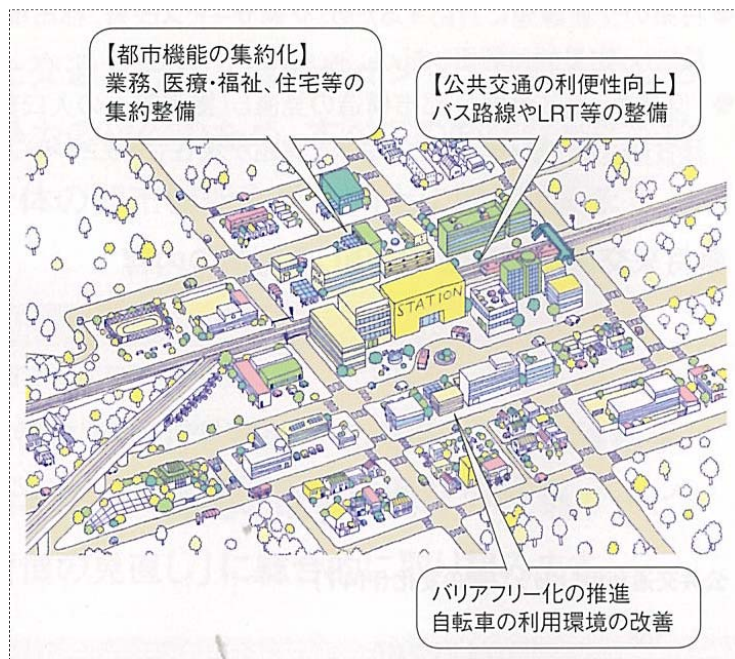 【都市機能の集約化】
業務、医療・福祉、住宅等の
集約整備
【公共交通の利便性向上】
バス路線やLRT等の整備
STATION
バリアフリー化の推進
自転車の利用環境の改善